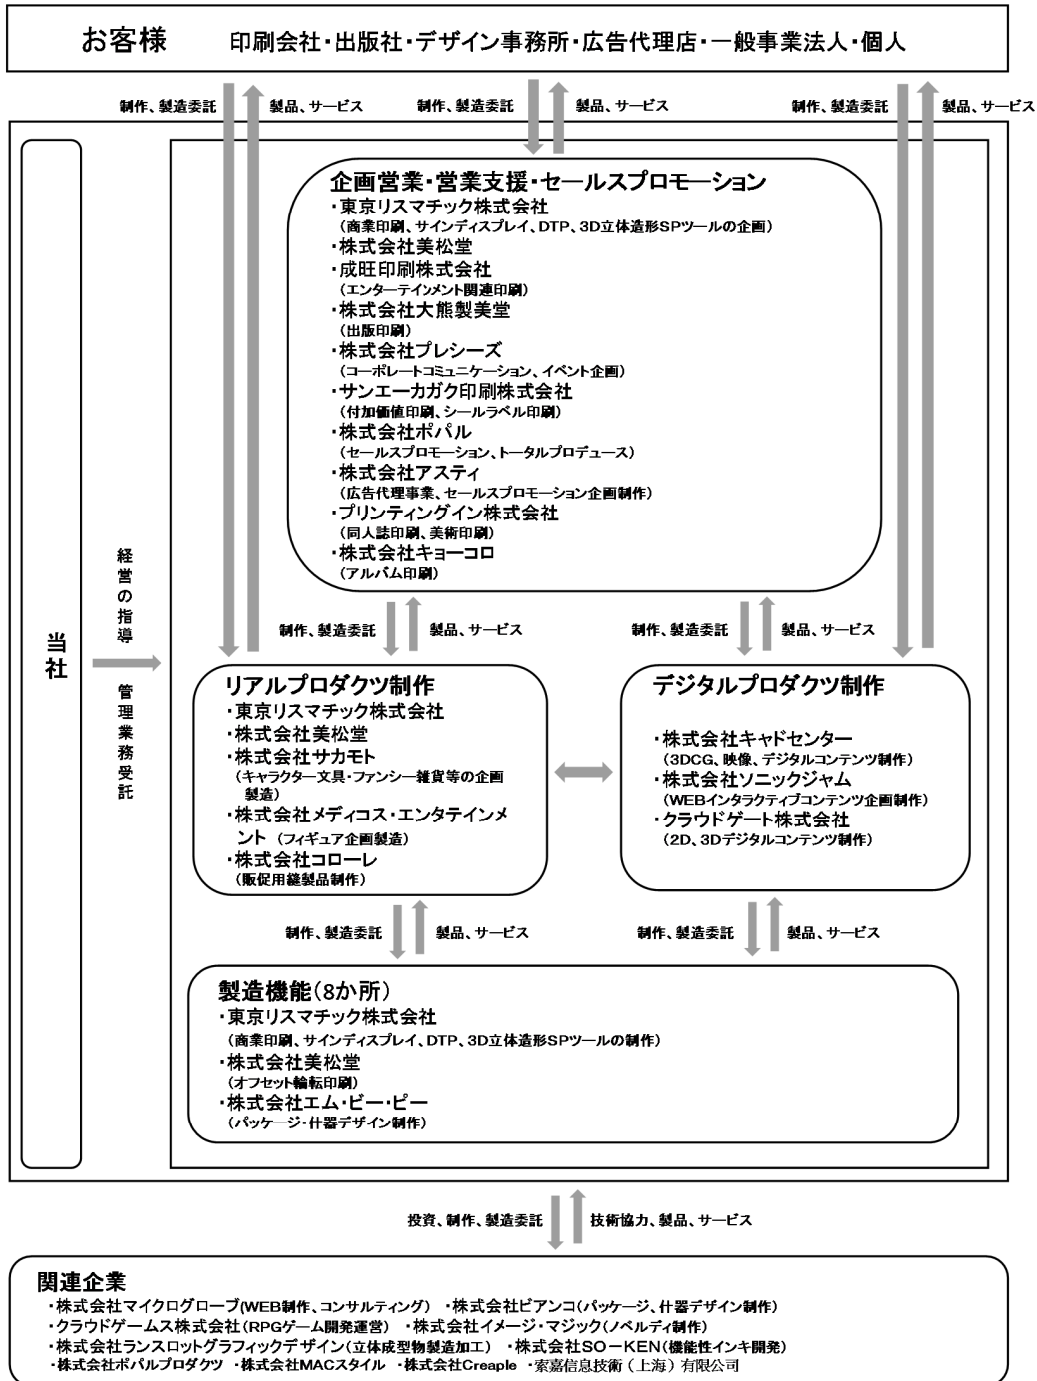 お客様　印刷会社・出版社・デザイン事務所・広告代理店・一般事業法人・個人
制作、製造委託　製品、サービス　制作、製造委託　製品、サービス　制作、製造委託　製品、サービス
企画営業・営業支援・セールスプロモーション
・東京リスマチック株式会社
（商業印刷、サインディスプレイ、DTP、3D立体造形SPツールの企画）
・株式会社美松堂
・成旺印刷株式会社
（エンターテインメント関連印刷）
・株式会社大熊整美堂
（出版印刷）
・株式会社プレシーズ
（コーポレートコミュニケーション、イベント企画）
・サンエーカガク印刷株式会社
（付加価値印刷、シールラベル印刷）
・株式会社ポパル
（セールスプロモーション、トータルプロデュース）
・株式会社アスティ
（広告代理事業、セールスプロモーション企画制作）
・プリンティングイン株式会社
（同人誌印刷、美術印刷）
・株式会社キョーコロ
（アルバム印刷）
当社
経営の指導
管理業務受託
制作、製造委託　製品、サービス　制作、製造委託　製品、サービス
リアルプロダクツ制作
・東京リスマチック株式会社
・株式会社美松堂
・株式会社サカモト
（キャラクター文具・ファンシー雑貨等の企画
製造）
・株式会社メディコス・エンタテインメ
ント（フィギュア企画製造）
・株式会社コローレ
（販促用縫製品制作）
デジタルプロダクツ制作
・株式会社キャドセンター
（3DCG、映像、デジタルコンテンツ制作）
・株式会社ソニックジャム
（WEBインタラクティブコンテンツ企画制作）
・クラウドゲート株式会社
（2D、3Dデジタルコンテンツ制作）
制作、製造委託　製品、サービス　制作、製造委託　製品、サービス
製造機能（8か所）
・東京リスマチック株式会社
（商業印刷、サインディスプレイ、DTP、3D立体造形SPツールの制作）
・株式会社美松堂
（オフセット輪転印刷）
・株式会社エム・ビー・ピー
（パッケージ・什器デザイン制作）
投資、制作、製造委託　技術協力、製品、サービス
関連企業
・株式会社マイクログローブ（WEB制作、コンサルティング）　・株式会社ビアンコ（パッケージ、什器デザイン制作）
・クラウドゲームス株式会社（RPGゲーム開発運営）　・株式会社イメージ・マジック（ノベルティ制作）
・株式会社ランスロットグラフィックデザイン（立体成型物製造加工）　・株式会社SO－KEN（機能性インキ開発）
・株式会社ポパルプロダクツ　・株式会社MACスタイル　・株式会社Creaple　・索嘉信息技術（上海）有限公司